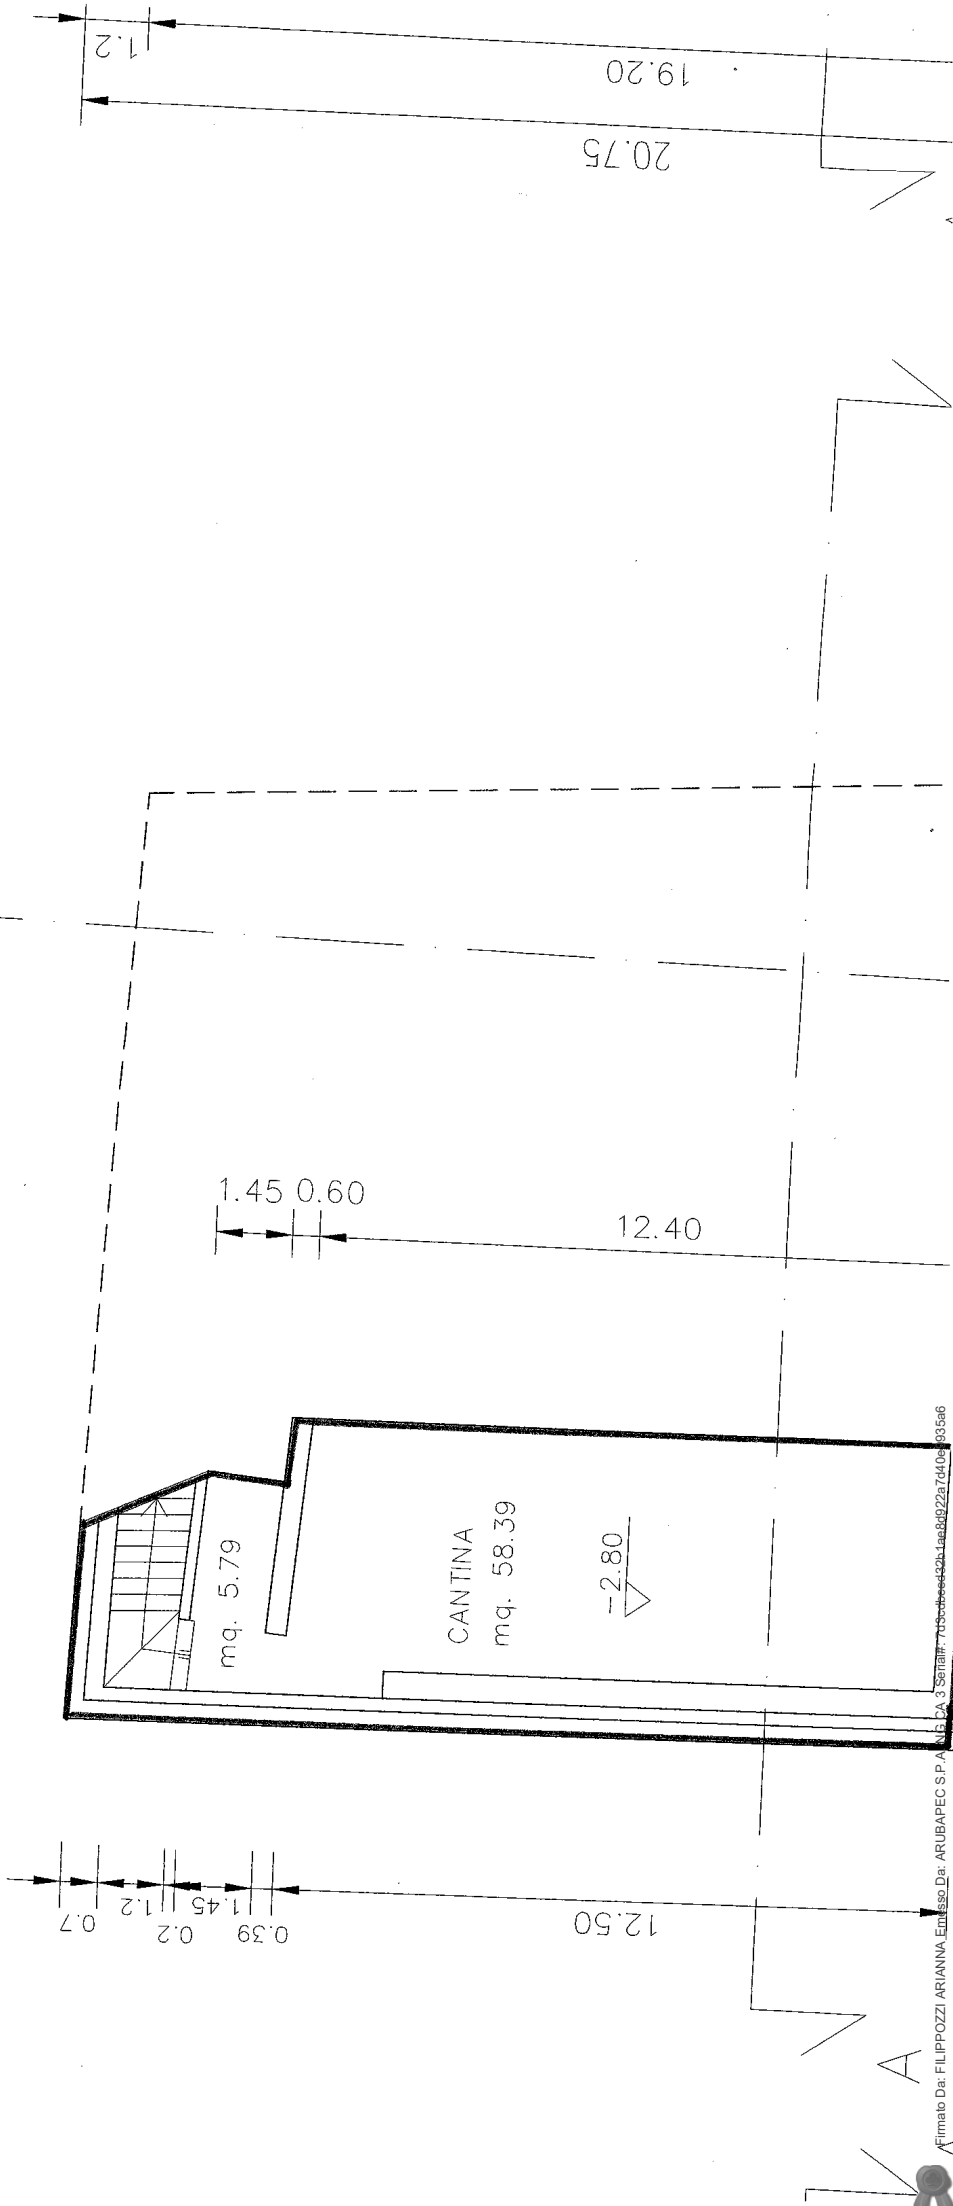 1.2
19.20
20.75
1.45 0.60
12.40
mq. 5.79
CANTINA
mq. 58.39
-2.80
0.7
1.2
0.2
1.45
0.39
12.50
A
Firmato Da: FILIPPOZZI ARIANNA Emesso Da: ARUBAPEC S.P.A. NG CA 3 Serial#: